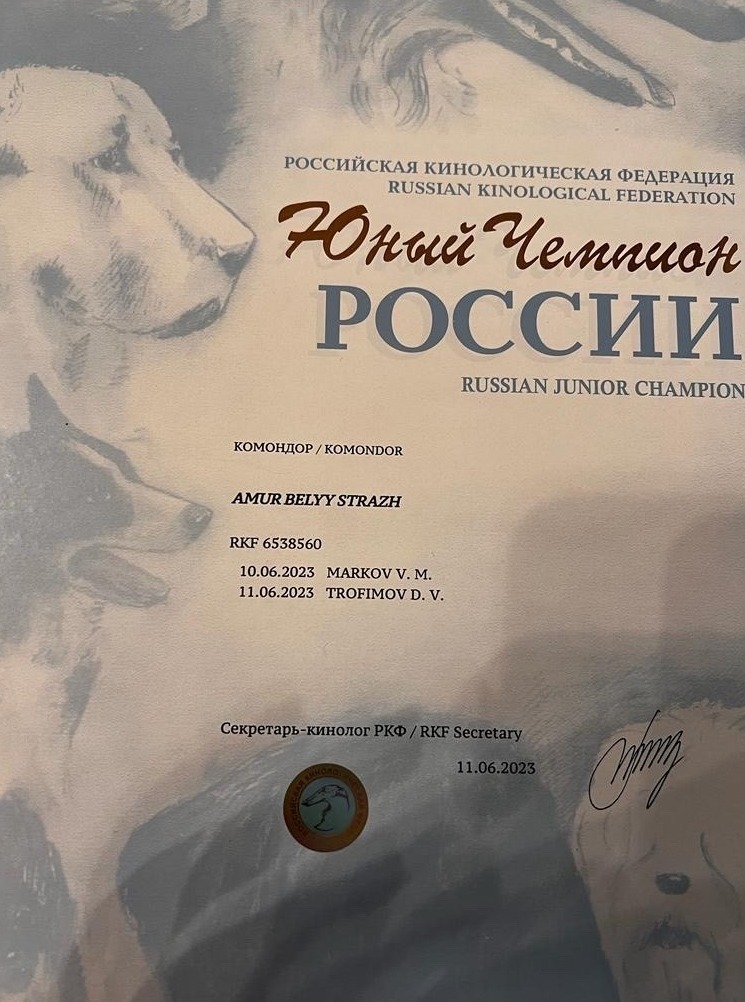 РОССИЙСКАЯ КИНОЛОГИЧЕСКАЯ ФЕДЕРАЦИЯ
RUSSIAN KINOLOGICAL FEDERATION
Юный Чемпион
РОССИИ
RUSSIAN JUNIOR CHAMPION
КОМОНДОР / KOMONDOR
AMUR BELYY STRAZH
RKF 6538560
10.06.2023 MARKOV V. M.
11.06.2023 TROFIMOV D. V.
Секретарь-кинолог РКФ / RKF Secretary
11.06.2023